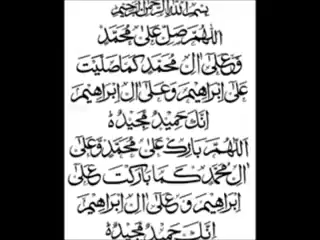 بسم الله الرحمن الرحيم
اللهم صل على محمد
وعلى ال محمد كما صليت
على ابراهيم وعلى ال ابراهيم
انك حميد مجيد
اللهم بارك على محمد وعلى
ال محمد كما باركت على
ابراهيم وعلى ال ابراهيم
انك حميد مجيد